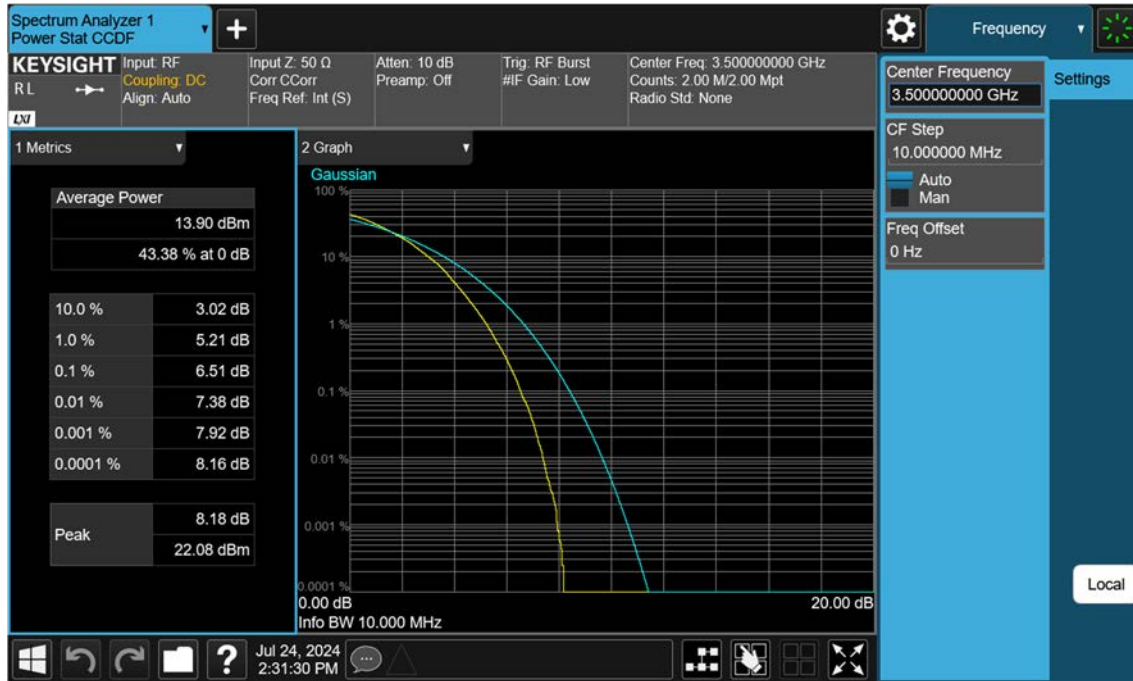 Spectrum Analyzer 1
Power Stat CCDF
Frequency
KEYSIGHT
R L
LXI
Input: RF
Coupling: DC
Align: Auto
Input Z: 50 Ω
Corr CCorr
Freq Ref: Int (S)
Atten: 10 dB
Preamp: Off
Trig: RF Burst
#IF Gain: Low
Center Freq: 3.500000000 GHz
Counts: 2.00 M/2.00 Mpt
Radio Std: None
Center Frequency
3.500000000 GHz
Settings
CF Step
10.000000 MHz
Auto
Man
Freq Offset
0 Hz
Local
1 Metrics
Average Power
13.90 dBm
43.38 % at 0 dB
10.0 % 3.02 dB
1.0 % 5.21 dB
0.1 % 6.51 dB
0.01 % 7.38 dB
0.001 % 7.92 dB
0.0001 % 8.16 dB
Peak
8.18 dB
22.08 dBm
2 Graph
Gaussian
100 %
10 %
1 %
0.1 %
0.01 %
0.001 %
0.0001 %
0.00 dB 20.00 dB
Info BW 10.000 MHz
?
Jul 24, 2024
2:31:30 PM